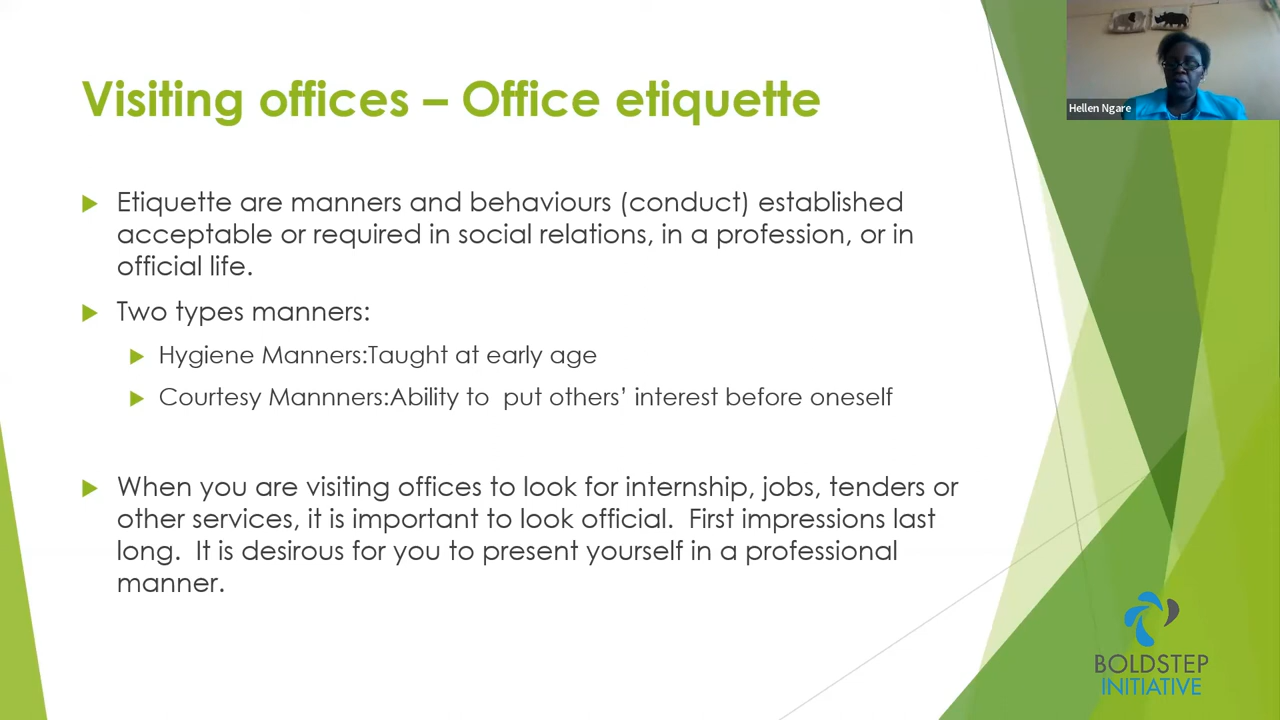 Visiting offices – Office etiquette
Hellen Ngare
Etiquette are manners and behaviours (conduct) established
acceptable or required in social relations, in a profession, or in
official life.
Two types manners:
Hygiene Manners:Taught at early age
Courtesy Mannners:Ability to  put others’ interest before oneself
When you are visiting offices to look for internship, jobs, tenders or
other services, it is important to look official.  First impressions last
long.  It is desirous for you to present yourself in a professional
manner.
BOLDSTEP
INITIATIVE